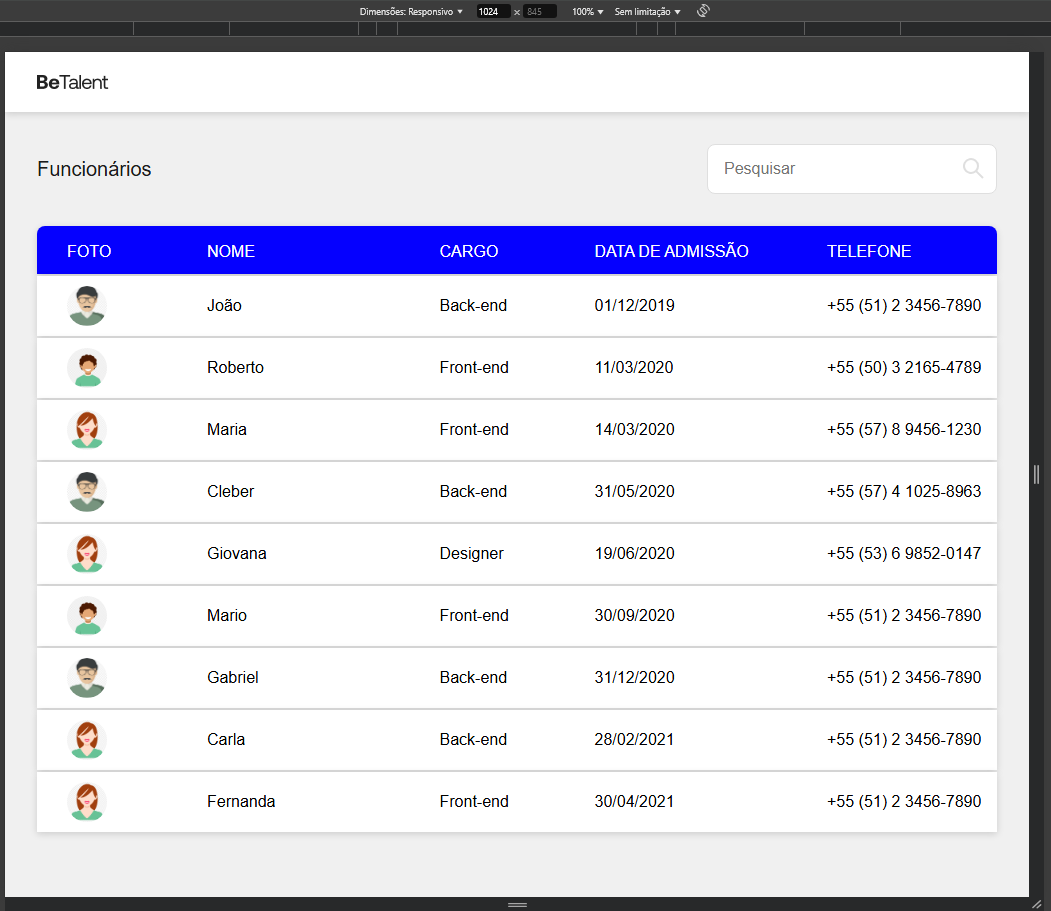 Dimensões: Responsivo 1024 × 845 100% Sem limitação
BeTalent
Funcionários Pesquisar
FOTO NOME CARGO DATA DE ADMISSÃO TELEFONE
João Back-end 01/12/2019 +55 (51) 2 3456-7890
Roberto Front-end 11/03/2020 +55 (50) 3 2165-4789
Maria Front-end 14/03/2020 +55 (57) 8 9456-1230
Cleber Back-end 31/05/2020 +55 (57) 4 1025-8963
Giovana Designer 19/06/2020 +55 (53) 6 9852-0147
Mario Front-end 30/09/2020 +55 (51) 2 3456-7890
Gabriel Back-end 31/12/2020 +55 (51) 2 3456-7890
Carla Back-end 28/02/2021 +55 (51) 2 3456-7890
Fernanda Front-end 30/04/2021 +55 (51) 2 3456-7890